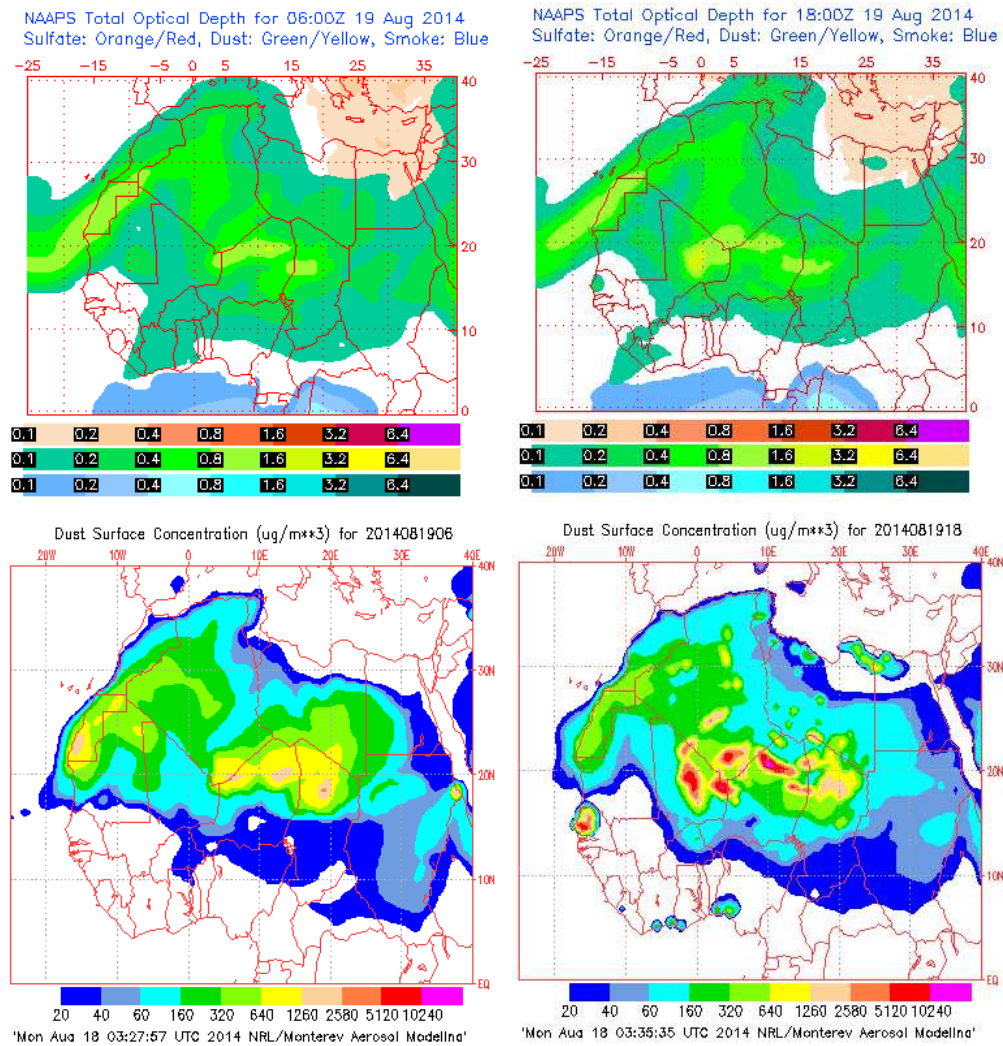 NAAPS Total Optical Depth for 06:00Z 19 Aug 2014
Sulfate: Orange/Red, Dust: Green/Yellow, Smoke: Blue
-25 -15 -5 0 5 15 25 35
40
30
20
10
0
0.1 0.2 0.4 0.8 1.6 3.2 6.4
0.1 0.2 0.4 0.8 1.6 3.2 6.4
0.1 0.2 0.4 0.8 1.6 3.2 6.4
NAAPS Total Optical Depth for 18:00Z 19 Aug 2014
Sulfate: Orange/Red, Dust: Green/Yellow, Smoke: Blue
-25 -15 -5 0 5 15 25 35
40
30
20
10
0
0.1 0.2 0.4 0.8 1.6 3.2 6.4
0.1 0.2 0.4 0.8 1.6 3.2 6.4
0.1 0.2 0.4 0.8 1.6 3.2 6.4
Dust Surface Concentration (ug/m**3) for 2014081906
20W 10W 0 10E 20E 30E 40E
40N
30N
20N
10N
EQ
20 40 60 160 320 640 1260 2580 5120 10240
'Mon Aug 18 03:27:57 UTC 2014 NRL/Monterey Aerosol Modeling'
Dust Surface Concentration (ug/m**3) for 2014081918
20W 10W 0 10E 20E 30E 40E
40N
30N
20N
10N
EQ
20 40 60 160 320 640 1260 2580 5120 10240
'Mon Aug 18 03:35:35 UTC 2014 NRL/Monterey Aerosol Modeling'